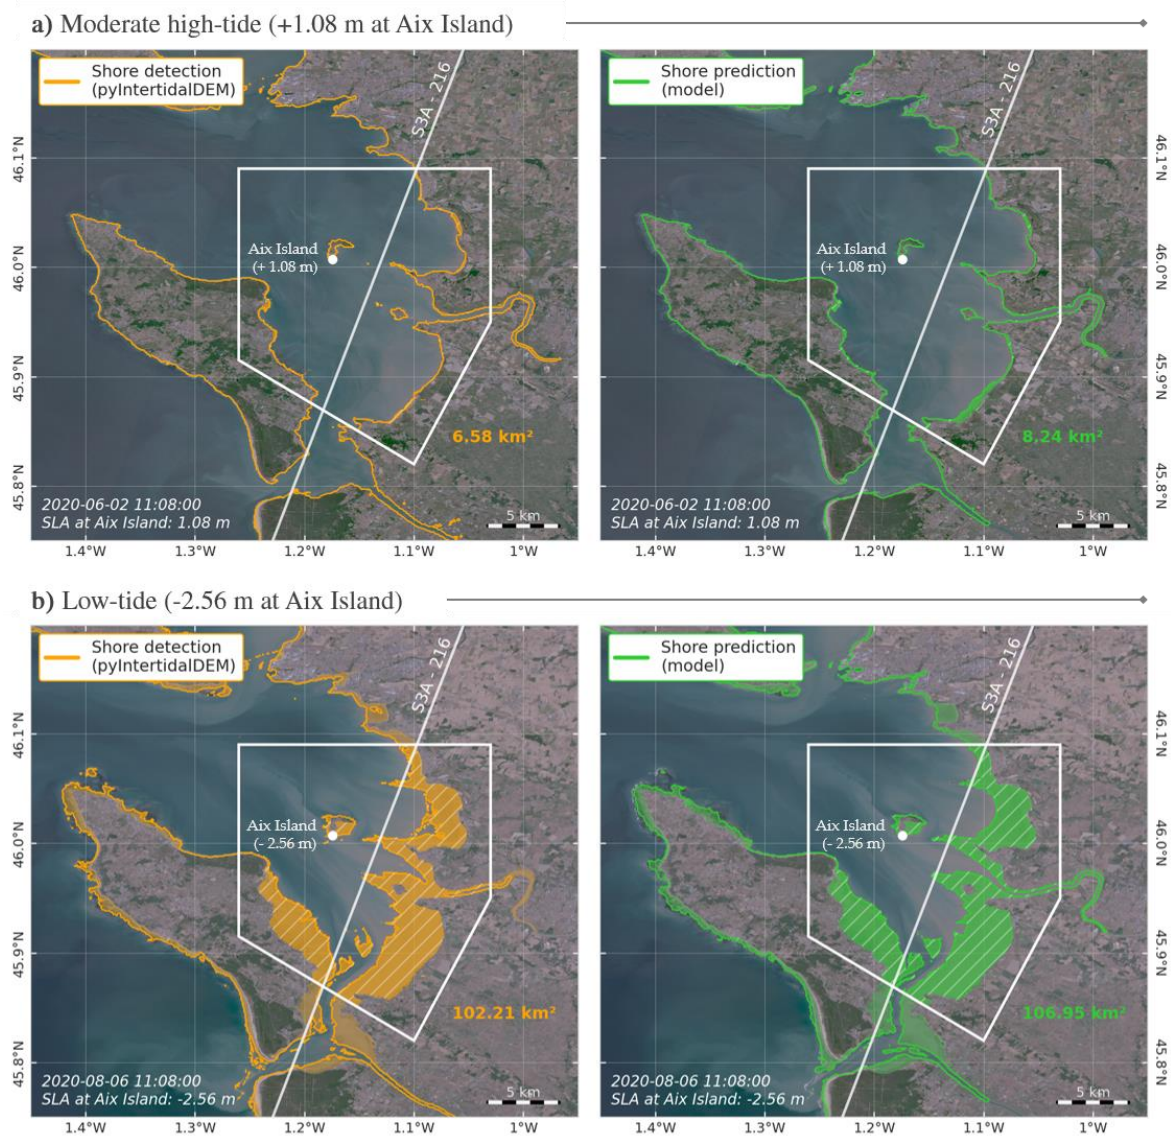 a) Moderate high-tide (+1.08 m at Aix Island)
Shore detection
(pyIntertidalDEM)
S3A - 216
46.1°N
46.0°N
45.9°N
45.8°N
Aix Island
(+ 1.08 m)
6.58 km²
2020-06-02 11:08:00
SLA at Aix Island: 1.08 m
5 km
1.4°W
1.3°W
1.2°W
1.1°W
1°W
Shore prediction
(model)
S3A - 216
46.1°N
46.0°N
45.9°N
45.8°N
Aix Island
(+ 1.08 m)
8.24 km²
2020-06-02 11:08:00
SLA at Aix Island: 1.08 m
5 km
1.4°W
1.3°W
1.2°W
1.1°W
1°W
b) Low-tide (-2.56 m at Aix Island)
Shore detection
(pyIntertidalDEM)
S3A - 216
46.1°N
46.0°N
45.9°N
45.8°N
Aix Island
(- 2.56 m)
102.21 km²
2020-08-06 11:08:00
SLA at Aix Island: -2.56 m
5 km
1.4°W
1.3°W
1.2°W
1.1°W
1°W
Shore prediction
(model)
S3A - 216
46.1°N
46.0°N
45.9°N
45.8°N
Aix Island
(- 2.56 m)
106.95 km²
2020-08-06 11:08:00
SLA at Aix Island: -2.56 m
5 km
1.4°W
1.3°W
1.2°W
1.1°W
1°W